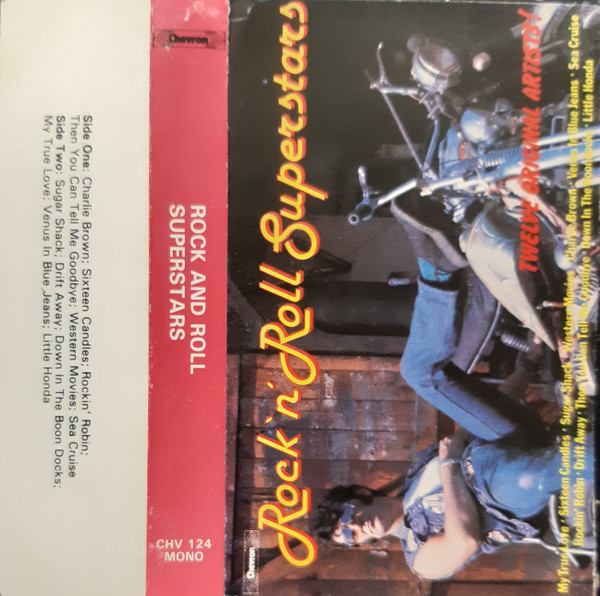 Side One: Charlie Brown; Sixteen Candles; Rockin' Robin;
Then You Can Tell Me Goodbye; Western Movies; Sea Cruise
Side Two: Sugar Shack; Drift Away; Down In The Boon Docks;
My True Love; Venus In Blue Jeans; Little Honda
Chevron
ROCK AND ROLL
SUPERSTARS
CHV 124
MONO
Chevron
Rock 'n' Roll Superstars
TWELVE ORIGINAL ARTISTS!
My True Love · Sixteen Candles · Sugar Shack · Western Movies · Charlie Brown · Venus In Blue Jeans · Sea Cruise
Rockin' Robin · Drift Away · Then You Can Tell Me Goodbye · Down In The Boondocks · Little Honda